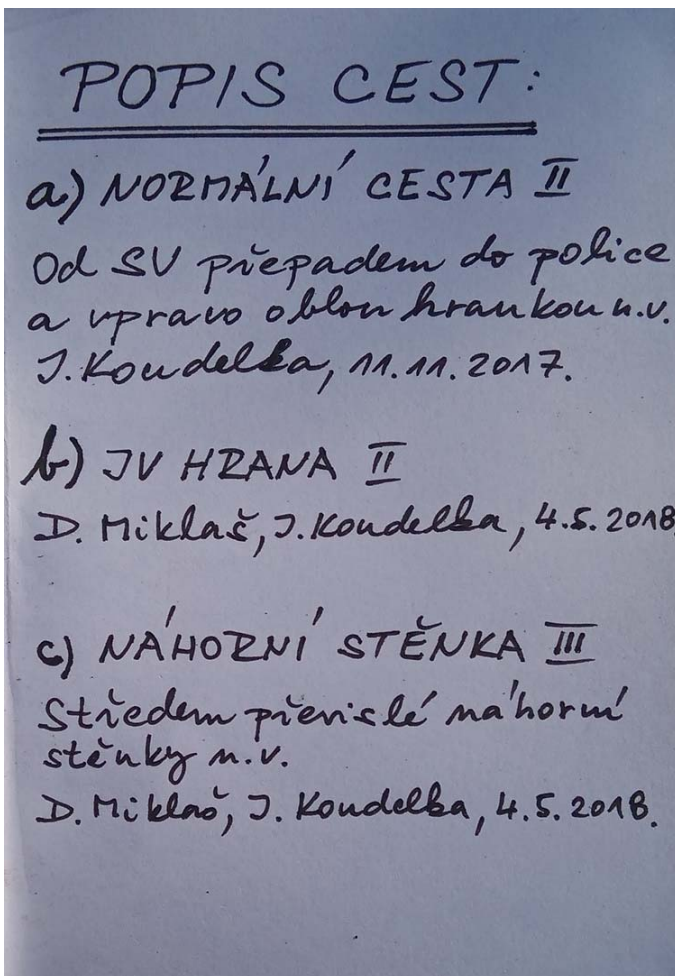 POPIS CEST:
a) NORMÁLNÍ CESTA II
Od SV přepadem do police
a vpravo oblou hrankou n.v.
J. Koudelka, 11.11.2017.
b) JV HRANA II
D. Miklaš, J. Koudelka, 4.5.2018.
c) NÁHORNÍ STĚNKA III
Středem převislé náhorní
stěnky n.v.
D. Miklaš, J. Koudelka, 4.5.2018.